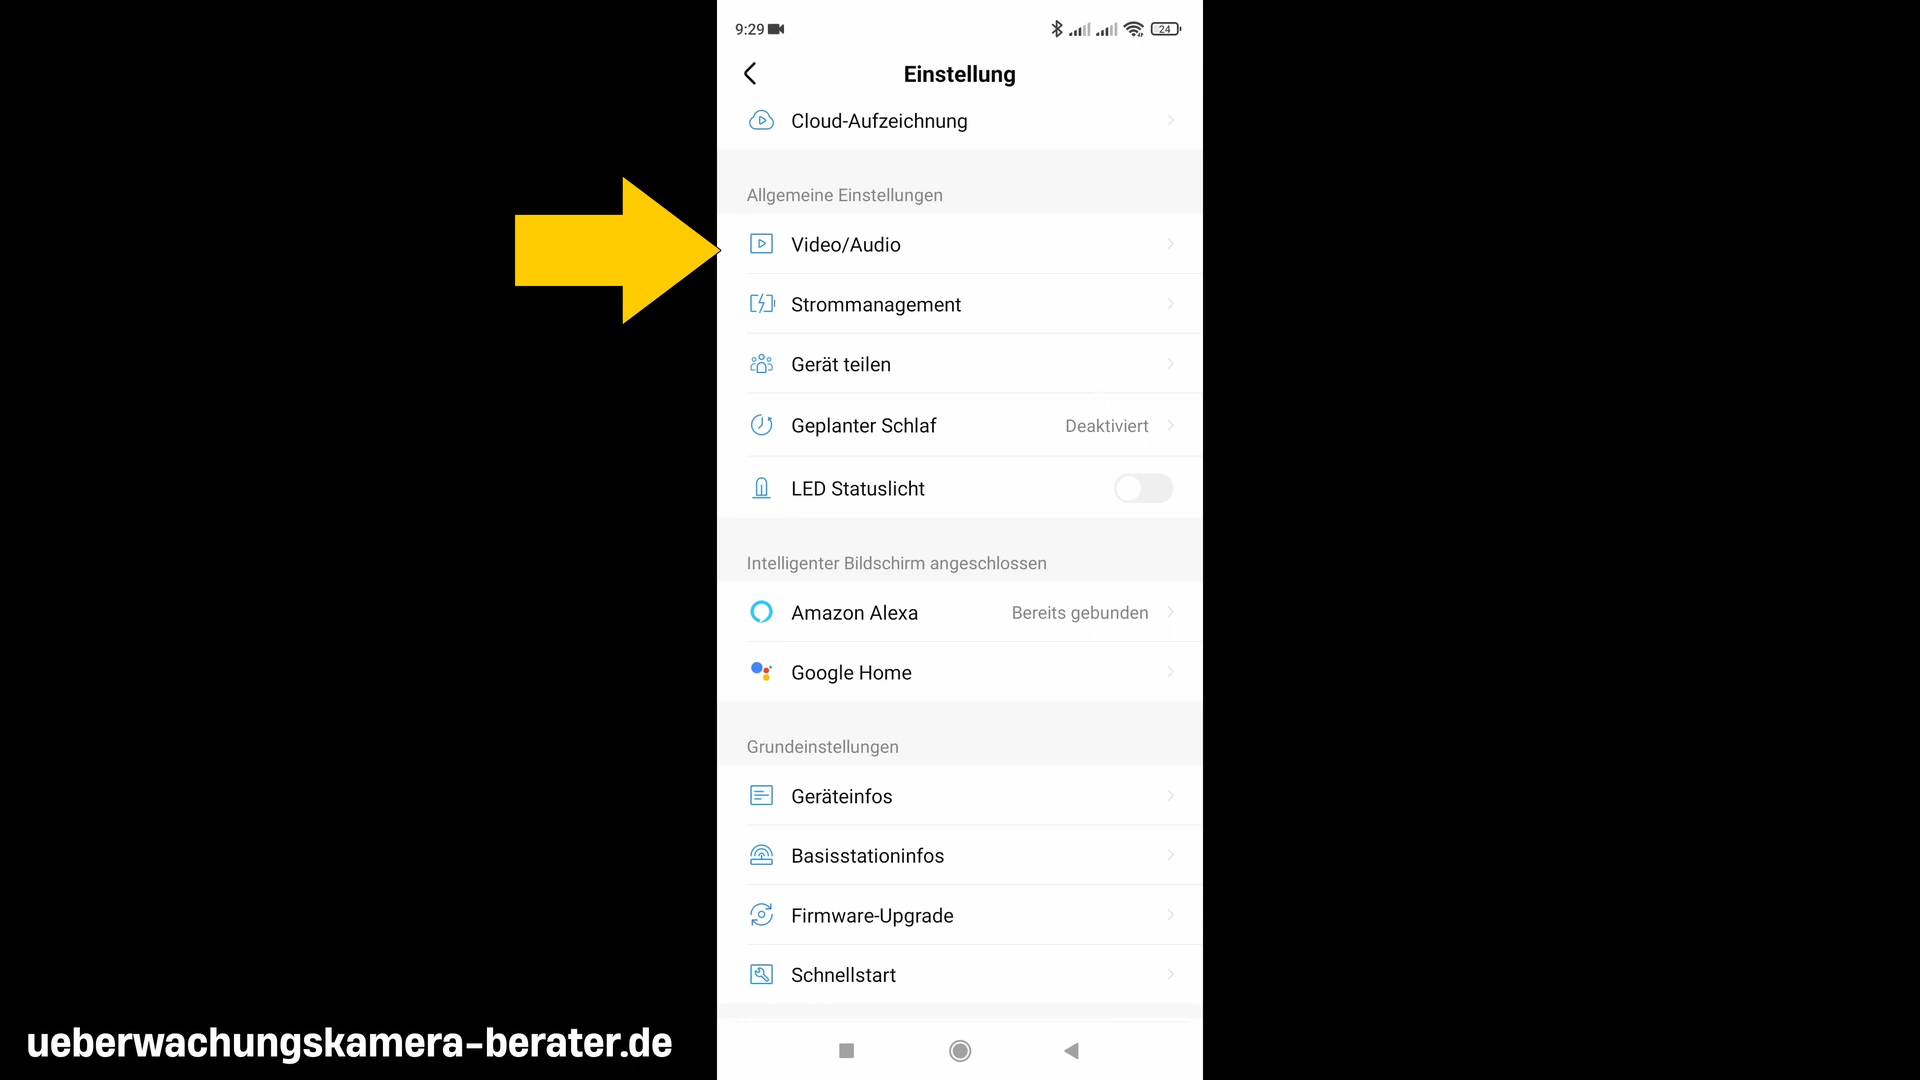 9:29
24
Einstellung
Cloud-Aufzeichnung
Allgemeine Einstellungen
Video/Audio
Strommanagement
Gerät teilen
Geplanter Schlaf Deaktiviert
LED Statuslicht
Intelligenter Bildschirm angeschlossen
Amazon Alexa Bereits gebunden
Google Home
Grundeinstellungen
Geräteinfos
Basisstationinfos
Firmware-Upgrade
Schnellstart
ueberwachungskamera-berater.de